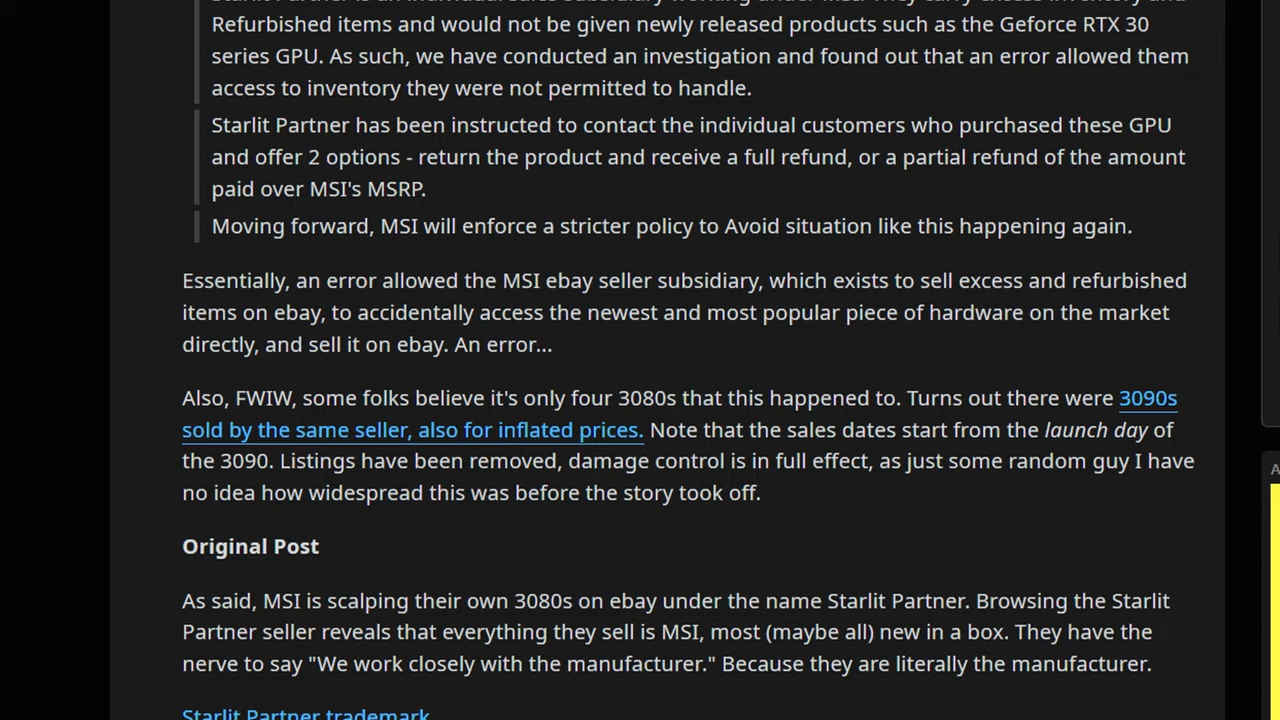 Refurbished items and would not be given newly released products such as the Geforce RTX 30
series GPU. As such, we have conducted an investigation and found out that an error allowed them
access to inventory they were not permitted to handle.
Starlit Partner has been instructed to contact the individual customers who purchased these GPU
and offer 2 options - return the product and receive a full refund, or a partial refund of the amount
paid over MSI's MSRP.
Moving forward, MSI will enforce a stricter policy to Avoid situation like this happening again.
Essentially, an error allowed the MSI ebay seller subsidiary, which exists to sell excess and refurbished
items on ebay, to accidentally access the newest and most popular piece of hardware on the market
directly, and sell it on ebay. An error...
Also, FWIW, some folks believe it's only four 3080s that this happened to. Turns out there were 3090s
sold by the same seller, also for inflated prices. Note that the sales dates start from the launch day of
the 3090. Listings have been removed, damage control is in full effect, as just some random guy I have
no idea how widespread this was before the story took off.
Original Post
As said, MSI is scalping their own 3080s on ebay under the name Starlit Partner. Browsing the Starlit
Partner seller reveals that everything they sell is MSI, most (maybe all) new in a box. They have the
nerve to say "We work closely with the manufacturer." Because they are literally the manufacturer.
Starlit Partner trademark